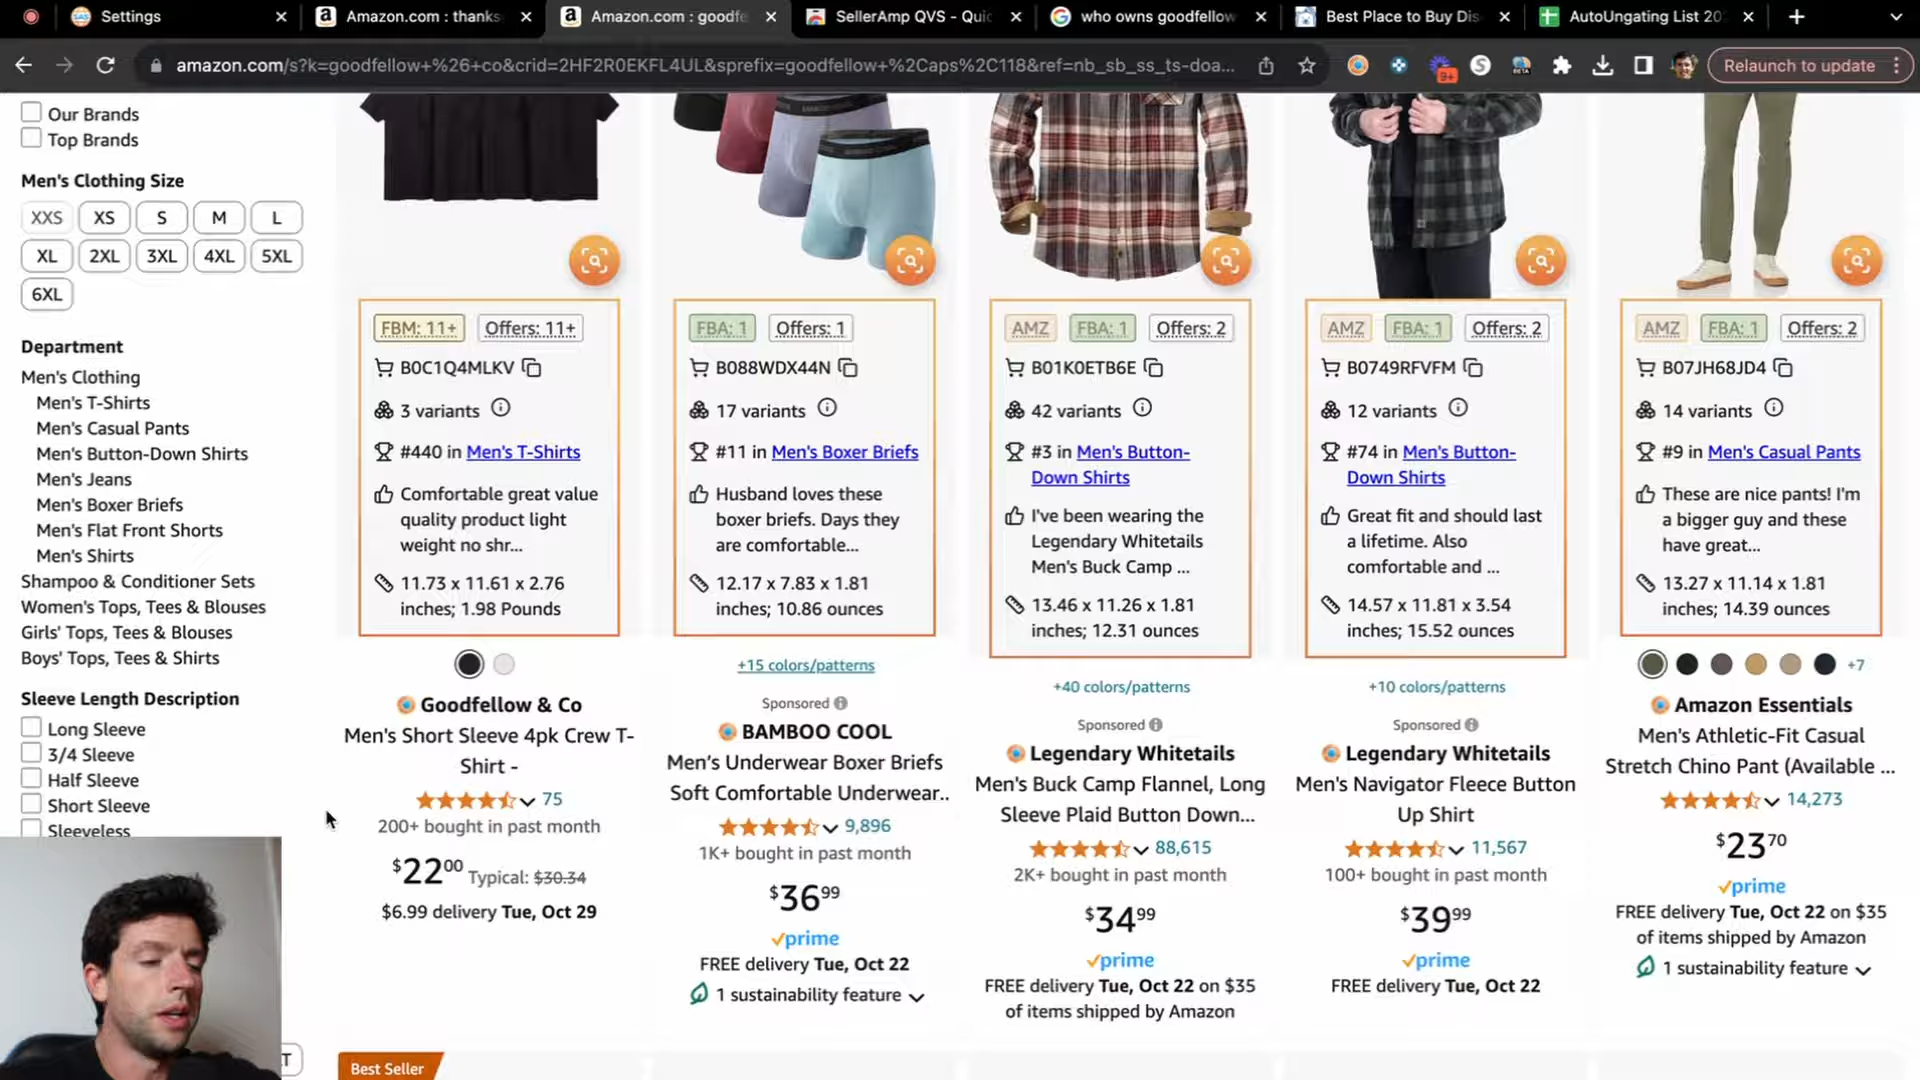 Settings
Amazon.com : thanks
Amazon.com : goodfe
SellerAmp QVS - Quic
who owns goodfellow
Best Place to Buy Dis
AutoUngating List 202
amazon.com/s?k=goodfellow+%26+co&crid=2HF2R0EKFL4UL&sprefix=goodfellow+%2Caps%2C118&ref=nb_sb_ss_ts-doa...
9+
BETA
Relaunch to update
Our Brands
Top Brands
Men's Clothing Size
XXS XS S M L
XL 2XL 3XL 4XL 5XL
6XL
Department
Men's Clothing
Men's T-Shirts
Men's Casual Pants
Men's Button-Down Shirts
Men's Jeans
Men's Boxer Briefs
Men's Flat Front Shorts
Men's Shirts
Shampoo & Conditioner Sets
Women's Tops, Tees & Blouses
Girls' Tops, Tees & Blouses
Boys' Tops, Tees & Shirts
Sleeve Length Description
Long Sleeve
3/4 Sleeve
Half Sleeve
Short Sleeve
Sleeveless
FBM: 11+ Offers: 11+
B0C1Q4MLKV
3 variants
#440 in Men's T-Shirts
Comfortable great value
quality product light
weight no shr...
11.73 x 11.61 x 2.76
inches; 1.98 Pounds
Goodfellow & Co
Men's Short Sleeve 4pk Crew T-
Shirt -
75
200+ bought in past month
$22.00 Typical: $30.34
$6.99 delivery Tue, Oct 29
Best Seller
FBA: 1 Offers: 1
B088WDX44N
17 variants
#11 in Men's Boxer Briefs
Husband loves these
boxer briefs. Days they
are comfortable...
12.17 x 7.83 x 1.81
inches; 10.86 ounces
+15 colors/patterns
Sponsored
BAMBOO COOL
Men's Underwear Boxer Briefs
Soft Comfortable Underwear..
9,896
1K+ bought in past month
$36.99
prime
FREE delivery Tue, Oct 22
1 sustainability feature
AMZ FBA: 1 Offers: 2
B01K0ETB6E
42 variants
#3 in Men's Button-
Down Shirts
I've been wearing the
Legendary Whitetails
Men's Buck Camp ...
13.46 x 11.26 x 1.81
inches; 12.31 ounces
+40 colors/patterns
Sponsored
Legendary Whitetails
Men's Buck Camp Flannel, Long
Sleeve Plaid Button Down...
88,615
2K+ bought in past month
$34.99
prime
FREE delivery Tue, Oct 22 on $35
of items shipped by Amazon
AMZ FBA: 1 Offers: 2
B0749RFVFM
12 variants
#74 in Men's Button-
Down Shirts
Great fit and should last
a lifetime. Also
comfortable and ...
14.57 x 11.81 x 3.54
inches; 15.52 ounces
+10 colors/patterns
Sponsored
Legendary Whitetails
Men's Navigator Fleece Button
Up Shirt
11,567
100+ bought in past month
$39.99
prime
FREE delivery Tue, Oct 22
AMZ FBA: 1 Offers: 2
B07JH68JD4
14 variants
#9 in Men's Casual Pants
These are nice pants! I'm
a bigger guy and these
have great...
13.27 x 11.14 x 1.81
inches; 14.39 ounces
+7
Amazon Essentials
Men's Athletic-Fit Casual
Stretch Chino Pant (Available ...
14,273
$23.70
prime
FREE delivery Tue, Oct 22 on $35
of items shipped by Amazon
1 sustainability feature